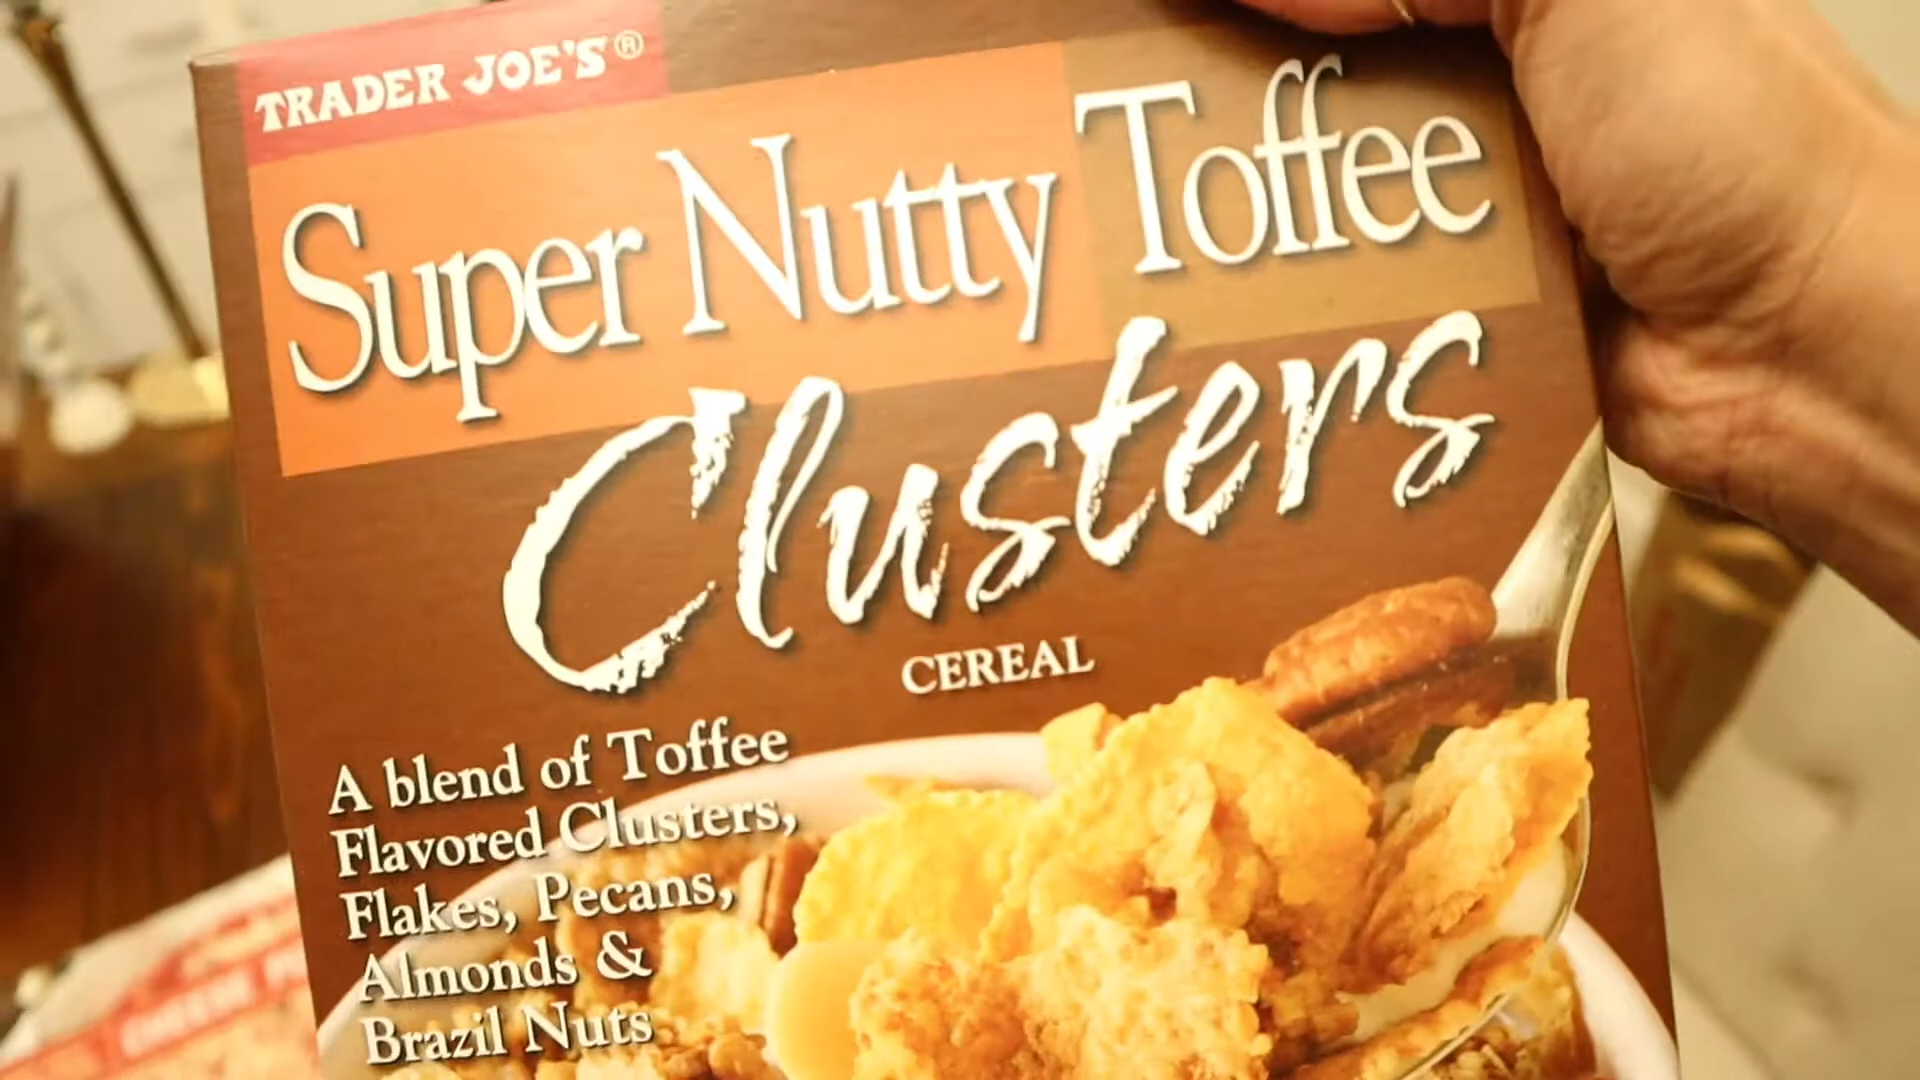 TRADER JOE'S®
Super Nutty Toffee
Clusters
CEREAL
A blend of Toffee
Flavored Clusters,
Flakes, Pecans,
Almonds &
Brazil Nuts